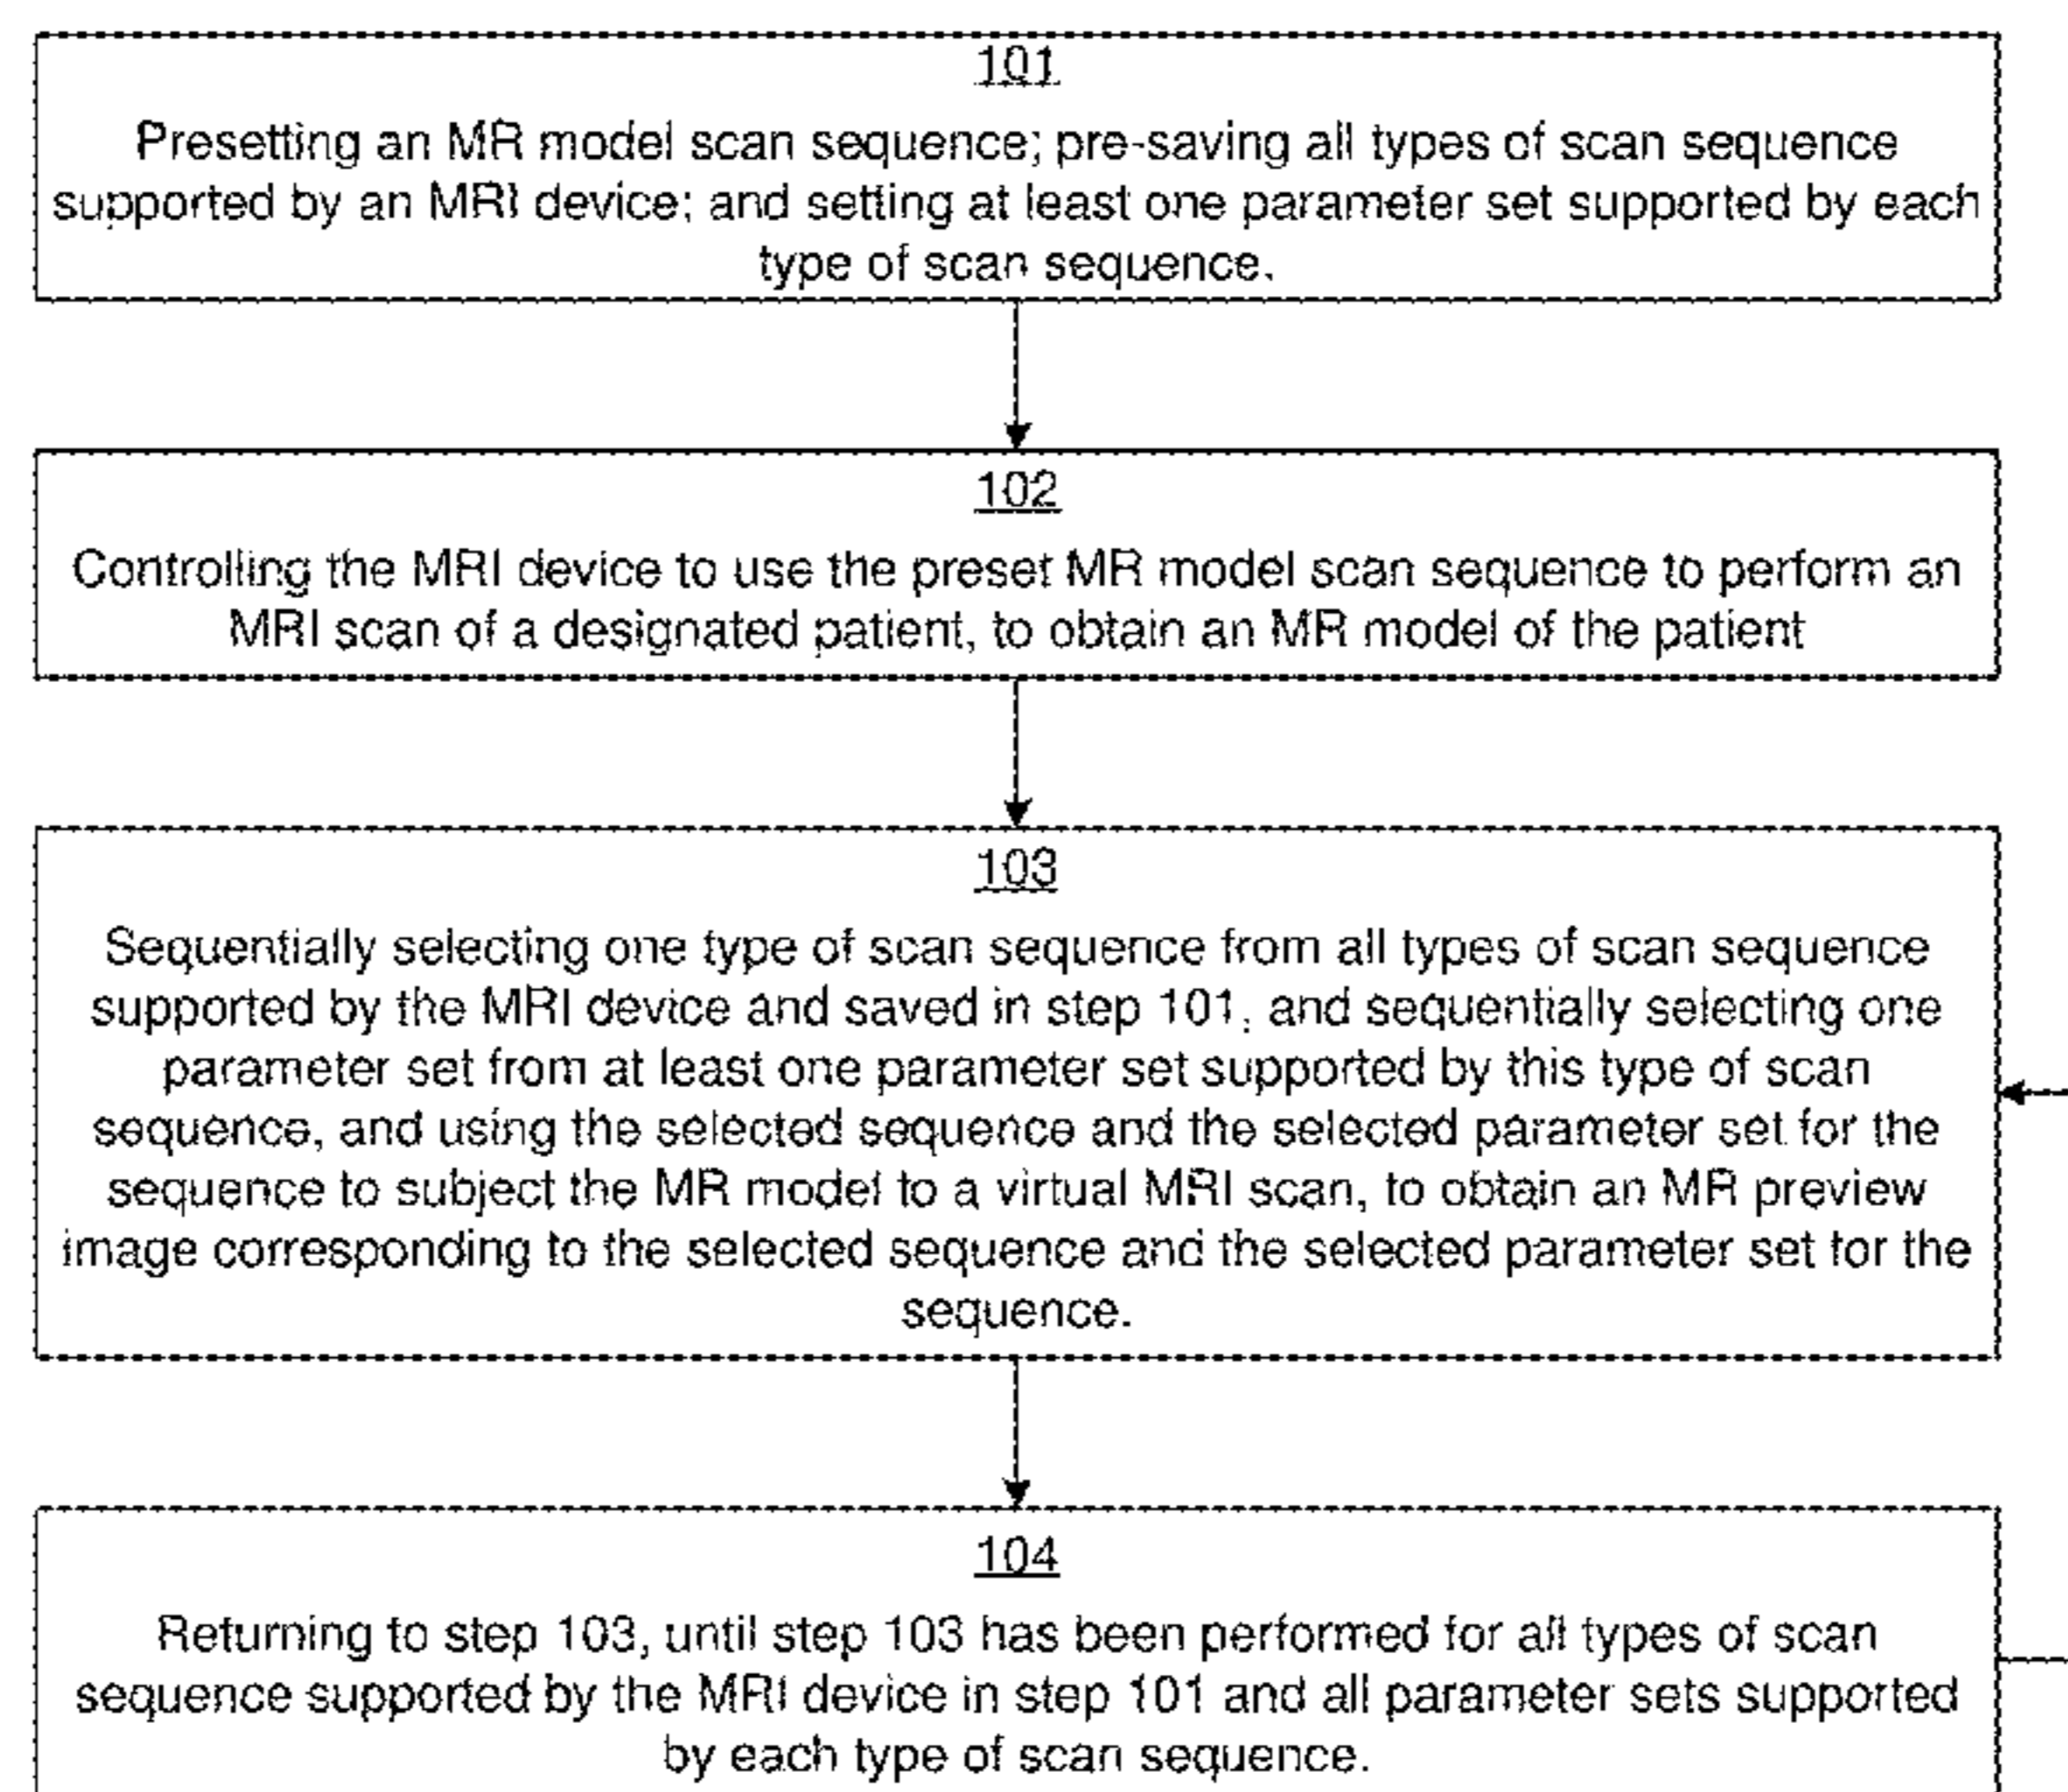 101
Presetting an MR model scan sequence; pre-saving all types of scan sequence
supported by an MRI device; and setting at least one parameter set supported by each
type of scan sequence.
102
Controlling the MRI device to use the preset MR model scan sequence to perform an
MRI scan of a designated patient, to obtain an MR model of the patient
103
Sequentially selecting one type of scan sequence from all types of scan sequence
supported by the MRI device and saved in step 101, and sequentially selecting one
parameter set from at least one parameter set supported by this type of scan
sequence, and using the selected sequence and the selected parameter set for the
sequence to subject the MR model to a virtual MRI scan, to obtain an MR preview
image corresponding to the selected sequence and the selected parameter set for the
sequence.
104
Returning to step 103, until step 103 has been performed for all types of scan
sequence supported by the MRI device in step 101 and all parameter sets supported
by each type of scan sequence.